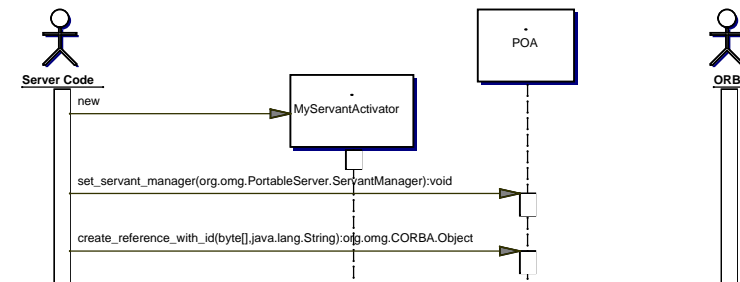 POA
Server Code
ORB
new
MyServantActivator
set_servant_manager(org.omg.PortableServer.ServantManager):void
create_reference_with_id(byte[],java.lang.String):org.omg.CORBA.Object